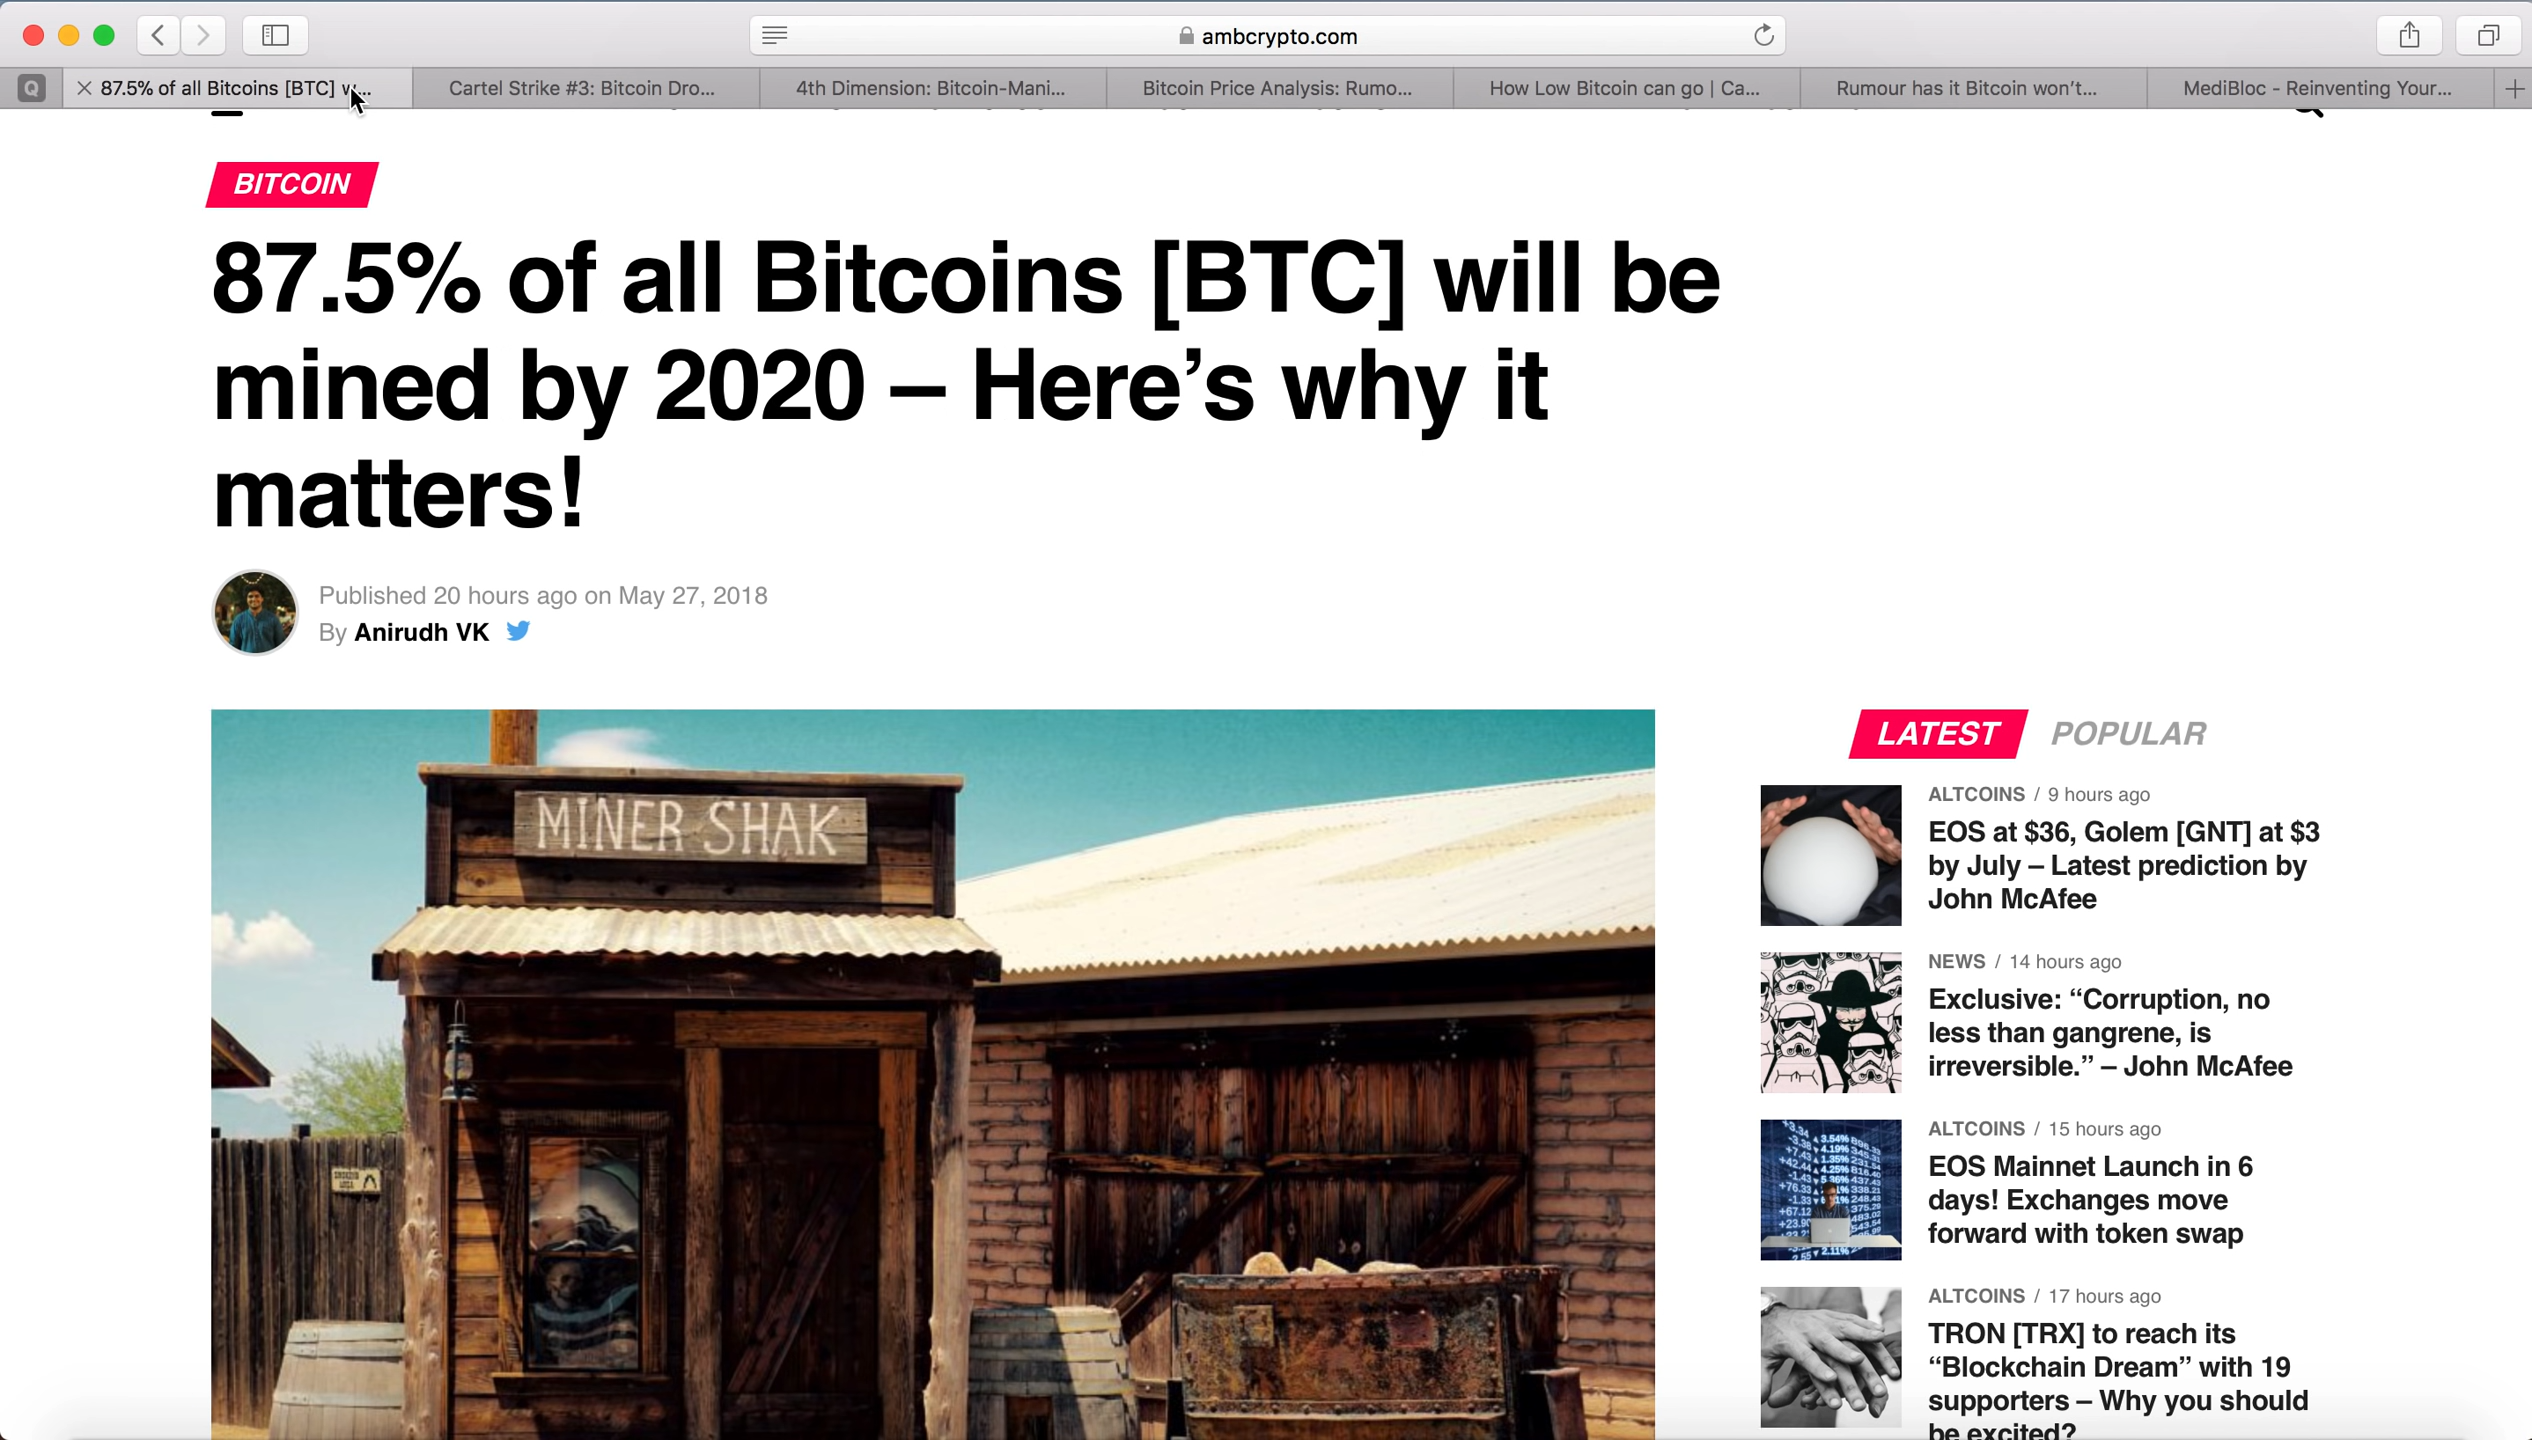 ambcrypto.com
Q
87.5% of all Bitcoins [BTC] w...
Cartel Strike #3: Bitcoin Dro...
4th Dimension: Bitcoin-Mani...
Bitcoin Price Analysis: Rumo...
How Low Bitcoin can go | Ca...
Rumour has it Bitcoin won't...
MediBloc - Reinventing Your...
BITCOIN
87.5% of all Bitcoins [BTC] will be
mined by 2020 – Here’s why it
matters!
Published 20 hours ago on May 27, 2018
By Anirudh VK
MINER SHAK
LATEST POPULAR
ALTCOINS / 9 hours ago
EOS at $36, Golem [GNT] at $3
by July – Latest prediction by
John McAfee
NEWS / 14 hours ago
Exclusive: “Corruption, no
less than gangrene, is
irreversible.” – John McAfee
ALTCOINS / 15 hours ago
EOS Mainnet Launch in 6
days! Exchanges move
forward with token swap
ALTCOINS / 17 hours ago
TRON [TRX] to reach its
“Blockchain Dream” with 19
supporters – Why you should
be excited?